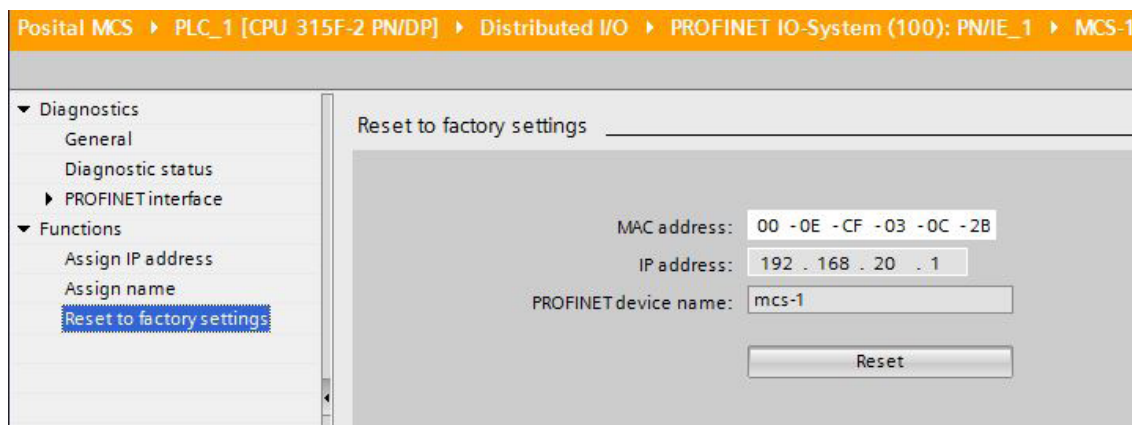 Posital MCS ▸ PLC_1 [CPU 315F-2 PN/DP] ▸ Distributed I/O ▸ PROFINET IO-System (100): PN/IE_1 ▸ MCS-1
Diagnostics
General
Diagnostic status
PROFINET interface
Functions
Assign IP address
Assign name
Reset to factory settings
Reset to factory settings
MAC address: 00 -0E -CF -03 -0C -2B
IP address: 192 . 168 . 20 . 1
PROFINET device name: mcs-1
Reset